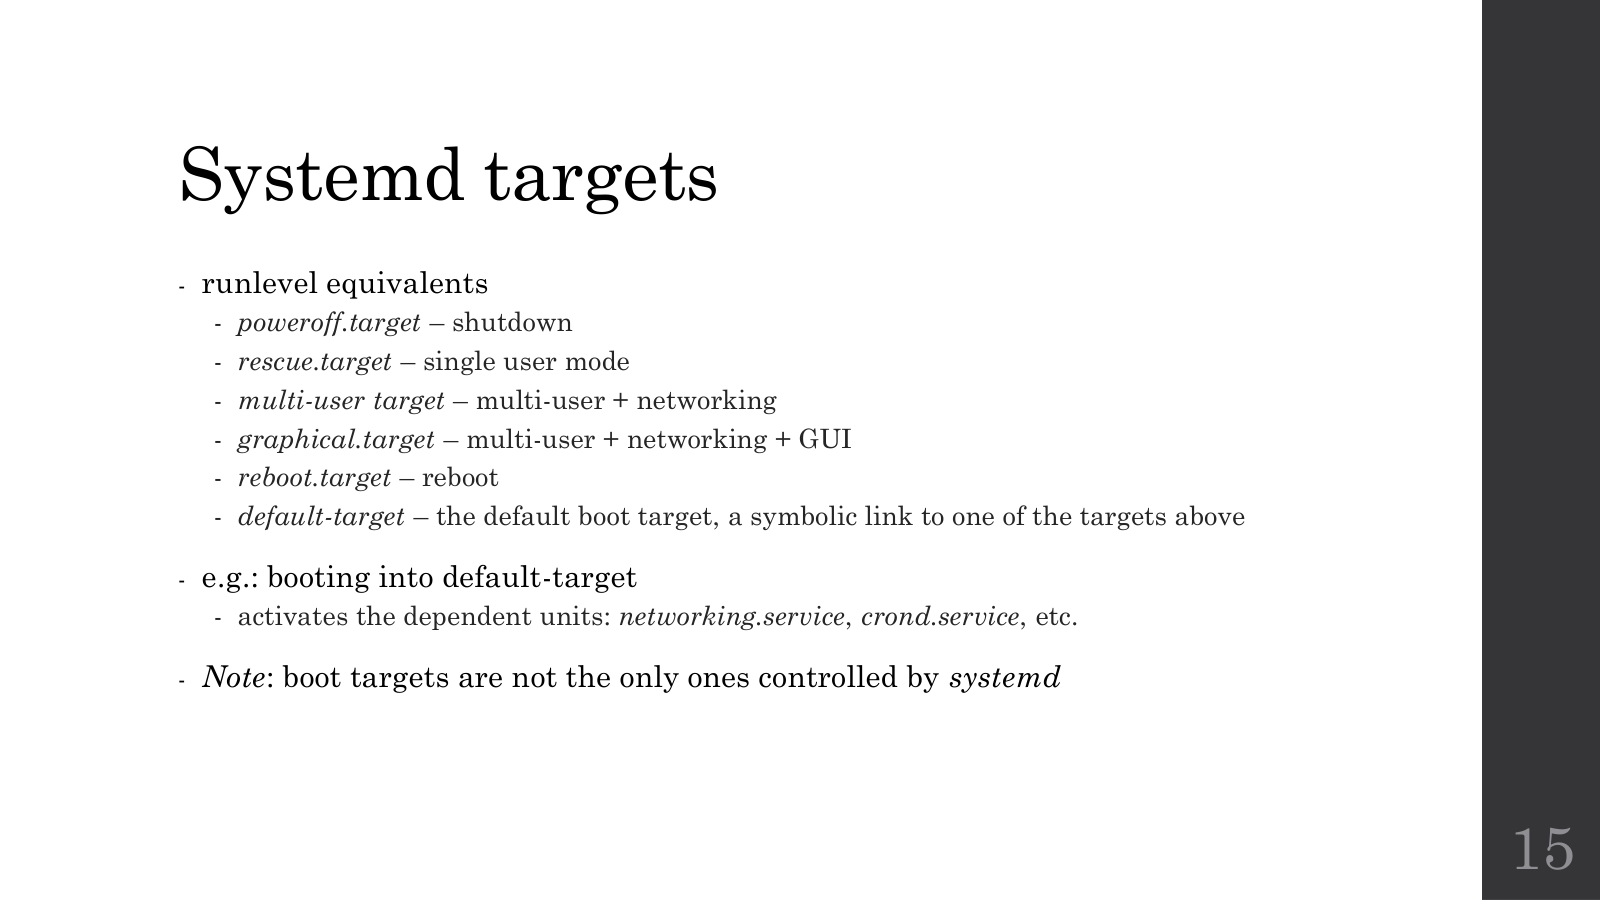 Systemd targets
- runlevel equivalents
- poweroff.target – shutdown
- rescue.target – single user mode
- multi-user target – multi-user + networking
- graphical.target – multi-user + networking + GUI
- reboot.target – reboot
- default-target – the default boot target, a symbolic link to one of the targets above
- e.g.: booting into default-target
- activates the dependent units: networking.service, crond.service, etc.
- Note: boot targets are not the only ones controlled by systemd
15